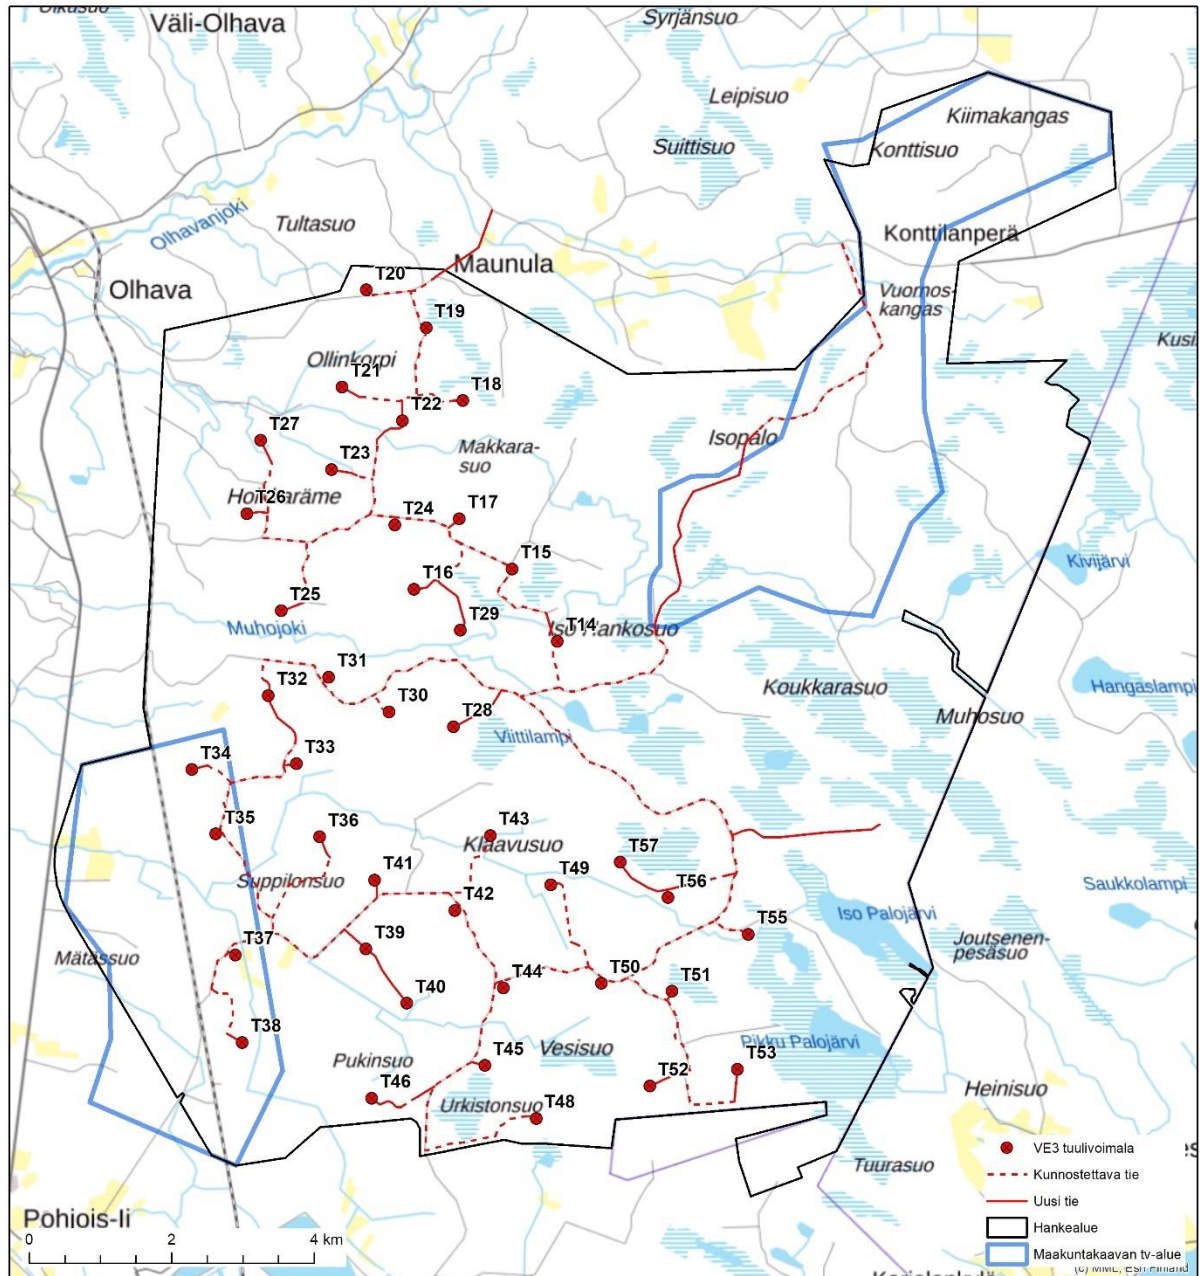 Väli-Olhava
Syrjänsuo
Leipisuo
Kiimakangas
Suittisuo
Konttisuo
Olhavanjoki
Tultasuo
Konttilanperä
Maunula
Olhava
T20
Vuomos-
kangas
T19
Ollinkorpi
T21
T18
T22
T27
Isopalo
Makkara-
suo
T23
T26
T24
T17
T15
Kivijärvi
T16
T25
T29
Muhojoki
Iso Hankosuo
T14
T31
T32
T30
Koukkarasuo
Hangaslampi
T28
Muhosuo
Viittilampi
T33
T34
T35
T36
T43
Klaavusuo
T57
T41
T49
Suppilonsuo
T56
Saukkolampi
T42
Iso Palojärvi
T55
T37
T39
Joutsenen-
pesäsuo
Mätässuo
T44
T50
T51
T40
T38
Pukinsuo
Vesisuo
Pikku Palojärvi
T45
T53
T52
T46
Urkistonsuo
T48
Heinisuo
Tuurasuo
VE3 tuulivoimala
Kunnostettava tie
Uusi tie
Hankealue
Maakuntakaavan tv-alue
(c) MML, Esri Finland
Pohjois-Ii
0 2 4 km